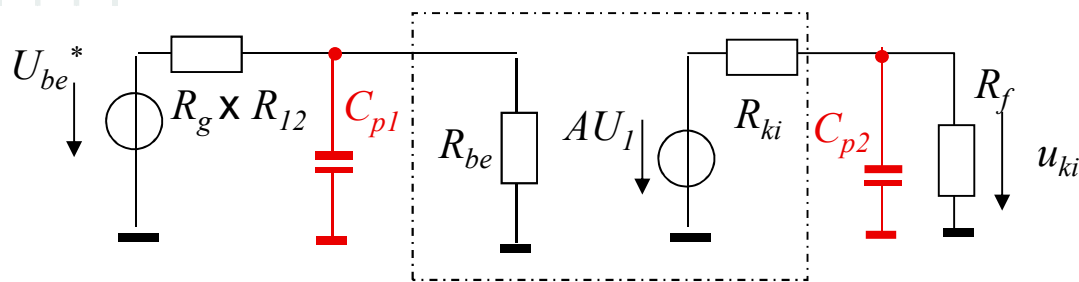 U_be*
R_g x R_12
C_p1
R_be
AU_1
R_ki
C_p2
R_f
u_ki